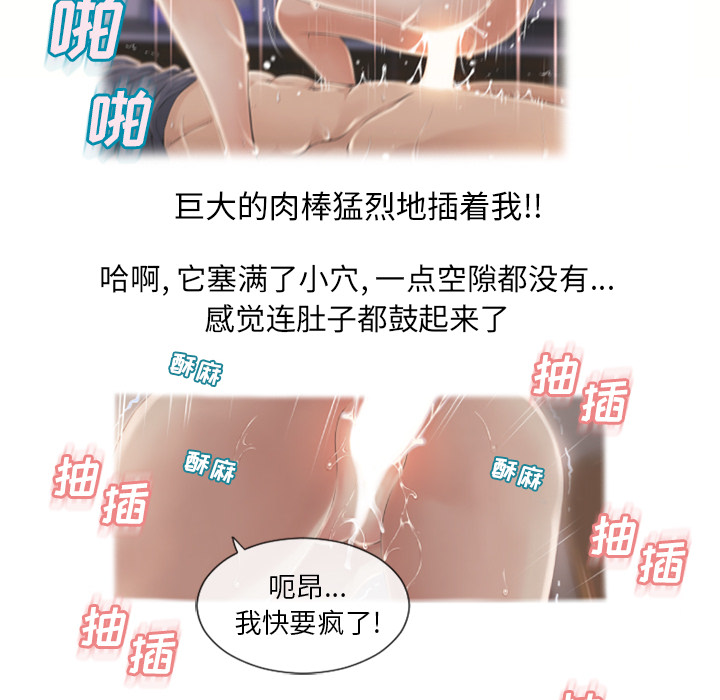 啪
啪
巨大的肉棒猛烈地插着我!!
哈啊, 它塞满了小穴, 一点空隙都没有...
感觉连肚子都鼓起来了
酥麻
抽插
抽插
酥麻
酥麻
抽插
呃昂...
我快要疯了!
抽插